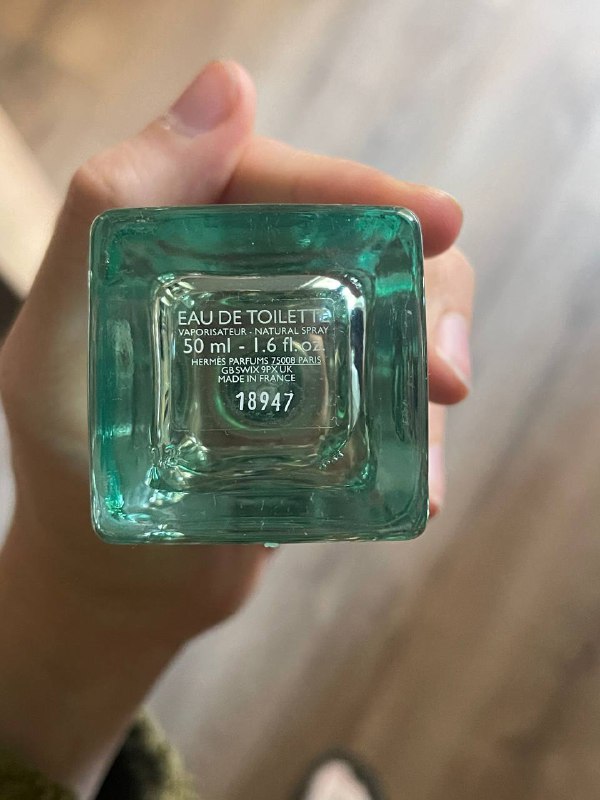 EAU DE TOILETTE
VAPORISATEUR - NATURAL SPRAY
50 ml - 1.6 fl.oz
HERMÈS PARFUMS 75008 PARIS
GB SWIX 9PX UK
MADE IN FRANCE
18947